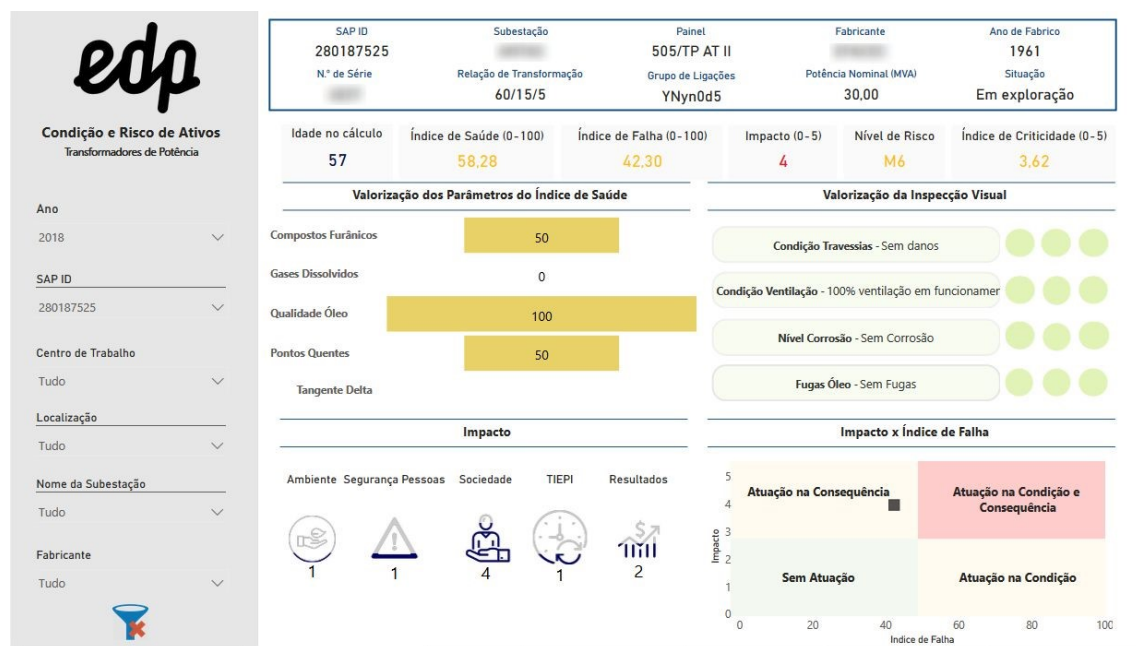 edp
Condição e Risco de Ativos
Transformadores de Potência
Ano
2018
SAP ID
280187525
Centro de Trabalho
Tudo
Localização
Tudo
Nome da Subestação
Tudo
Fabricante
Tudo
SAP ID Subestação Painel Fabricante Ano de Fabrico
280187525 505/TP AT II 1961
N.º de Série Relação de Transformação Grupo de Ligações Potência Nominal (MVA) Situação
60/15/5 YNyn0d5 30,00 Em exploração
Idade no cálculo Índice de Saúde (0-100) Índice de Falha (0-100) Impacto (0-5) Nível de Risco Índice de Criticidade (0-5)
57 58,28 42,30 4 M6 3,62
Valorização dos Parâmetros do Índice de Saúde
Compostos Furânicos 50
Gases Dissolvidos 0
Qualidade Óleo 100
Pontos Quentes 50
Tangente Delta
Valorização da Inspecção Visual
Condição Travessias - Sem danos
Condição Ventilação - 100% ventilação em funcionamer
Nível Corrosão - Sem Corrosão
Fugas Óleo - Sem Fugas
Impacto
Ambiente Segurança Pessoas Sociedade TIEPI Resultados
1 1 4 1 2
Impacto x Índice de Falha
Impacto
5
4
3
2
1
0
Atuação na Consequência
Atuação na Condição e
Consequência
Sem Atuação
Atuação na Condição
0 20 40 60 80 100
Indice de Falha